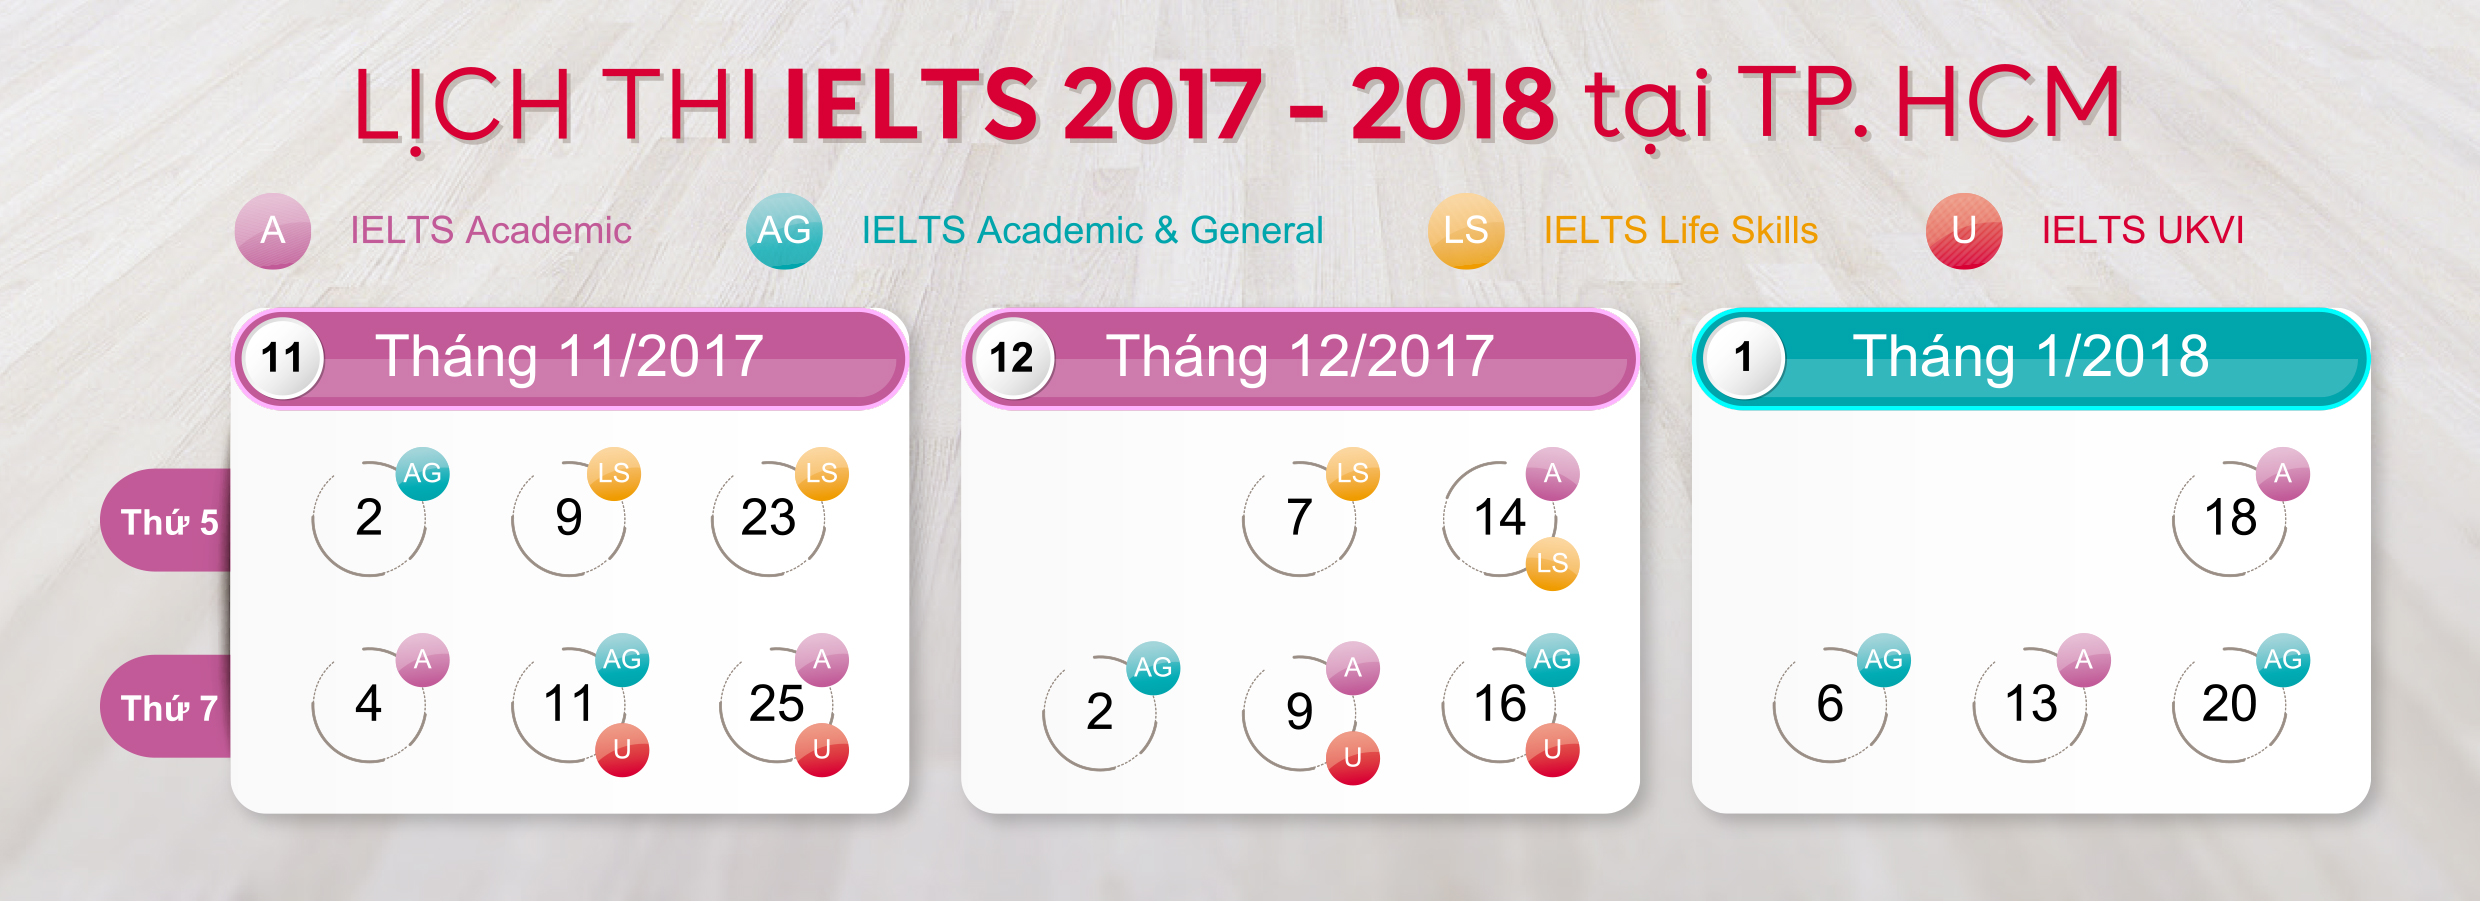 LỊCH THI IELTS 2017 - 2018 tại TP. HCM
A IELTS Academic AG IELTS Academic & General LS IELTS Life Skills U IELTS UKVI
11 Tháng 11/2017
12 Tháng 12/2017
1 Tháng 1/2018
Thứ 5
2 AG 9 LS 23 LS
7 LS 14 A LS
18 A
Thứ 7
4 A 11 AG U 25 A U
2 AG 9 A U 16 AG U
6 AG 13 A 20 AG